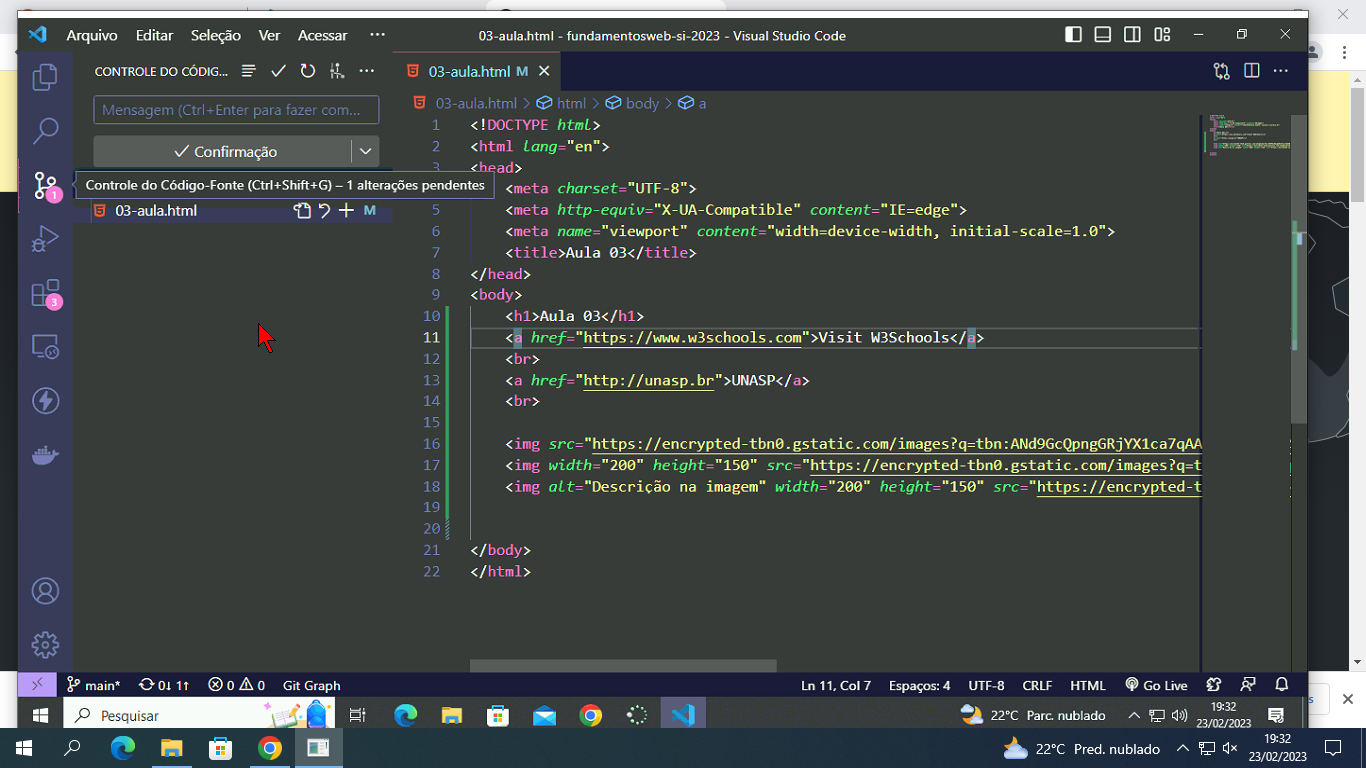 Arquivo Editar Seleção Ver Acessar ··· 03-aula.html - fundamentosweb-si-2023 - Visual Studio Code
CONTROLE DO CÓDIG...
03-aula.html M
Mensagem (Ctrl+Enter para fazer com...
Confirmação
Controle do Código-Fonte (Ctrl+Shift+G) – 1 alterações pendentes
1
03-aula.html M
3
03-aula.html > html > body > a
1 <!DOCTYPE html>
2 <html lang="en">
3 <head>
<meta charset="UTF-8">
5 <meta http-equiv="X-UA-Compatible" content="IE=edge">
6 <meta name="viewport" content="width=device-width, initial-scale=1.0">
7 <title>Aula 03</title>
8 </head>
9 <body>
10 <h1>Aula 03</h1>
11 <a href="https://www.w3schools.com">Visit W3Schools</a>
12 <br>
13 <a href="http://unasp.br">UNASP</a>
14 <br>
15
16 <img src="https://encrypted-tbn0.gstatic.com/images?q=tbn:ANd9GcQpngGRjYX1ca7qAA
17 <img width="200" height="150" src="https://encrypted-tbn0.gstatic.com/images?q=t
18 <img alt="Descrição na imagem" width="200" height="150" src="https://encrypted-t
19
20
21 </body>
22 </html>
main* 0↓ 1↑ 0 0 Git Graph Ln 11, Col 7 Espaços: 4 UTF-8 CRLF HTML Go Live
Pesquisar 22°C Parc. nublado 19:32
23/02/2023
22°C Pred. nublado 19:32
23/02/2023